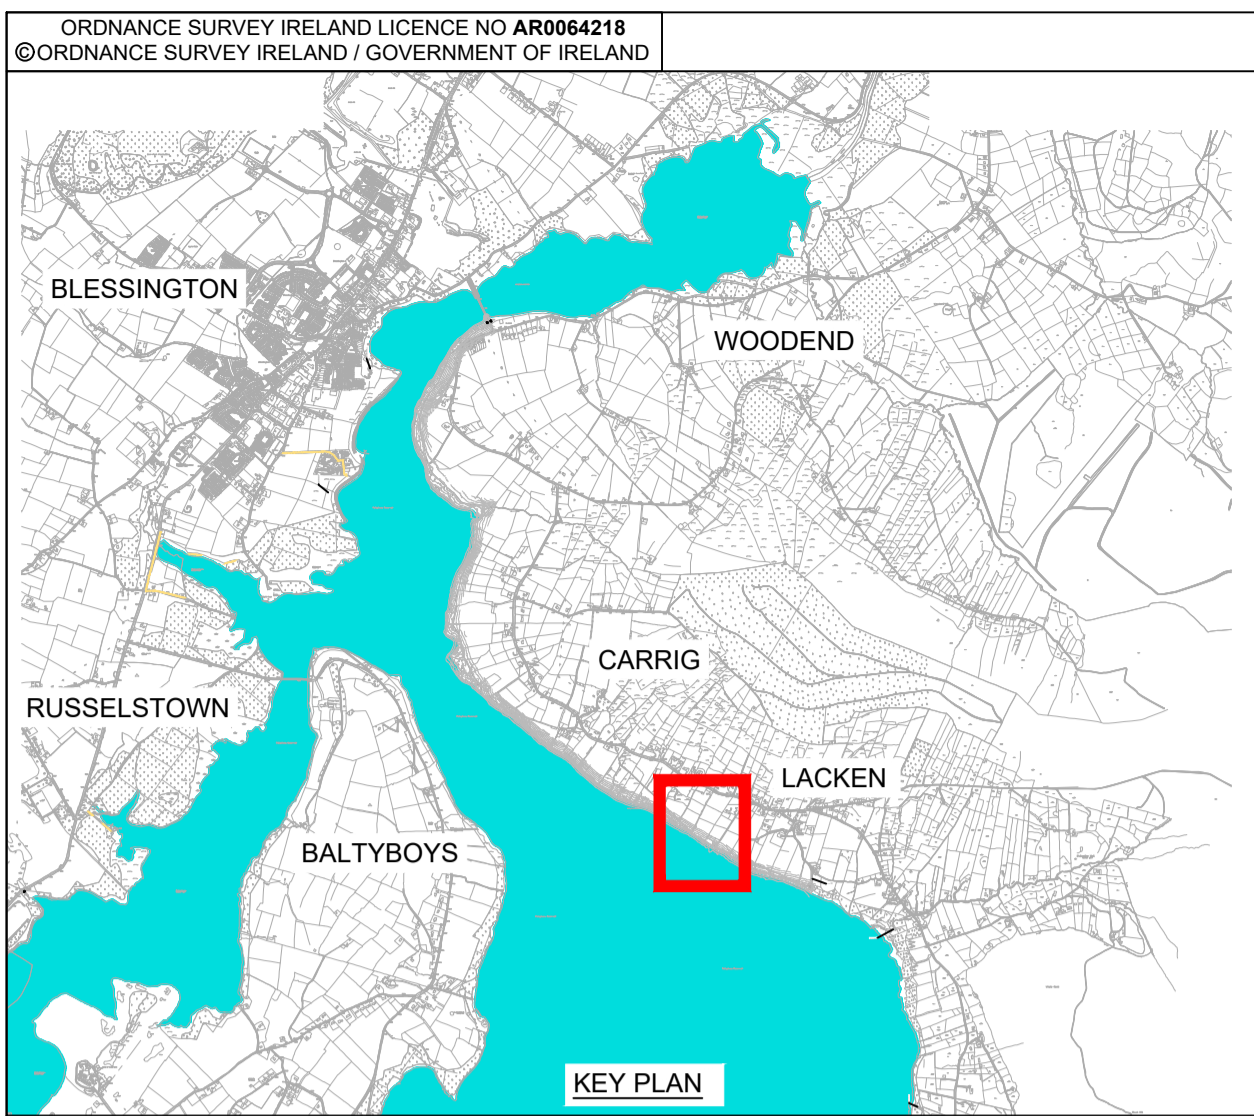 ORDNANCE SURVEY IRELAND LICENCE NO AR0064218
©ORDNANCE SURVEY IRELAND / GOVERNMENT OF IRELAND
BLESSINGTON
WOODEND
CARRIG
RUSSELSTOWN
LACKEN
BALTYBOYS
KEY PLAN